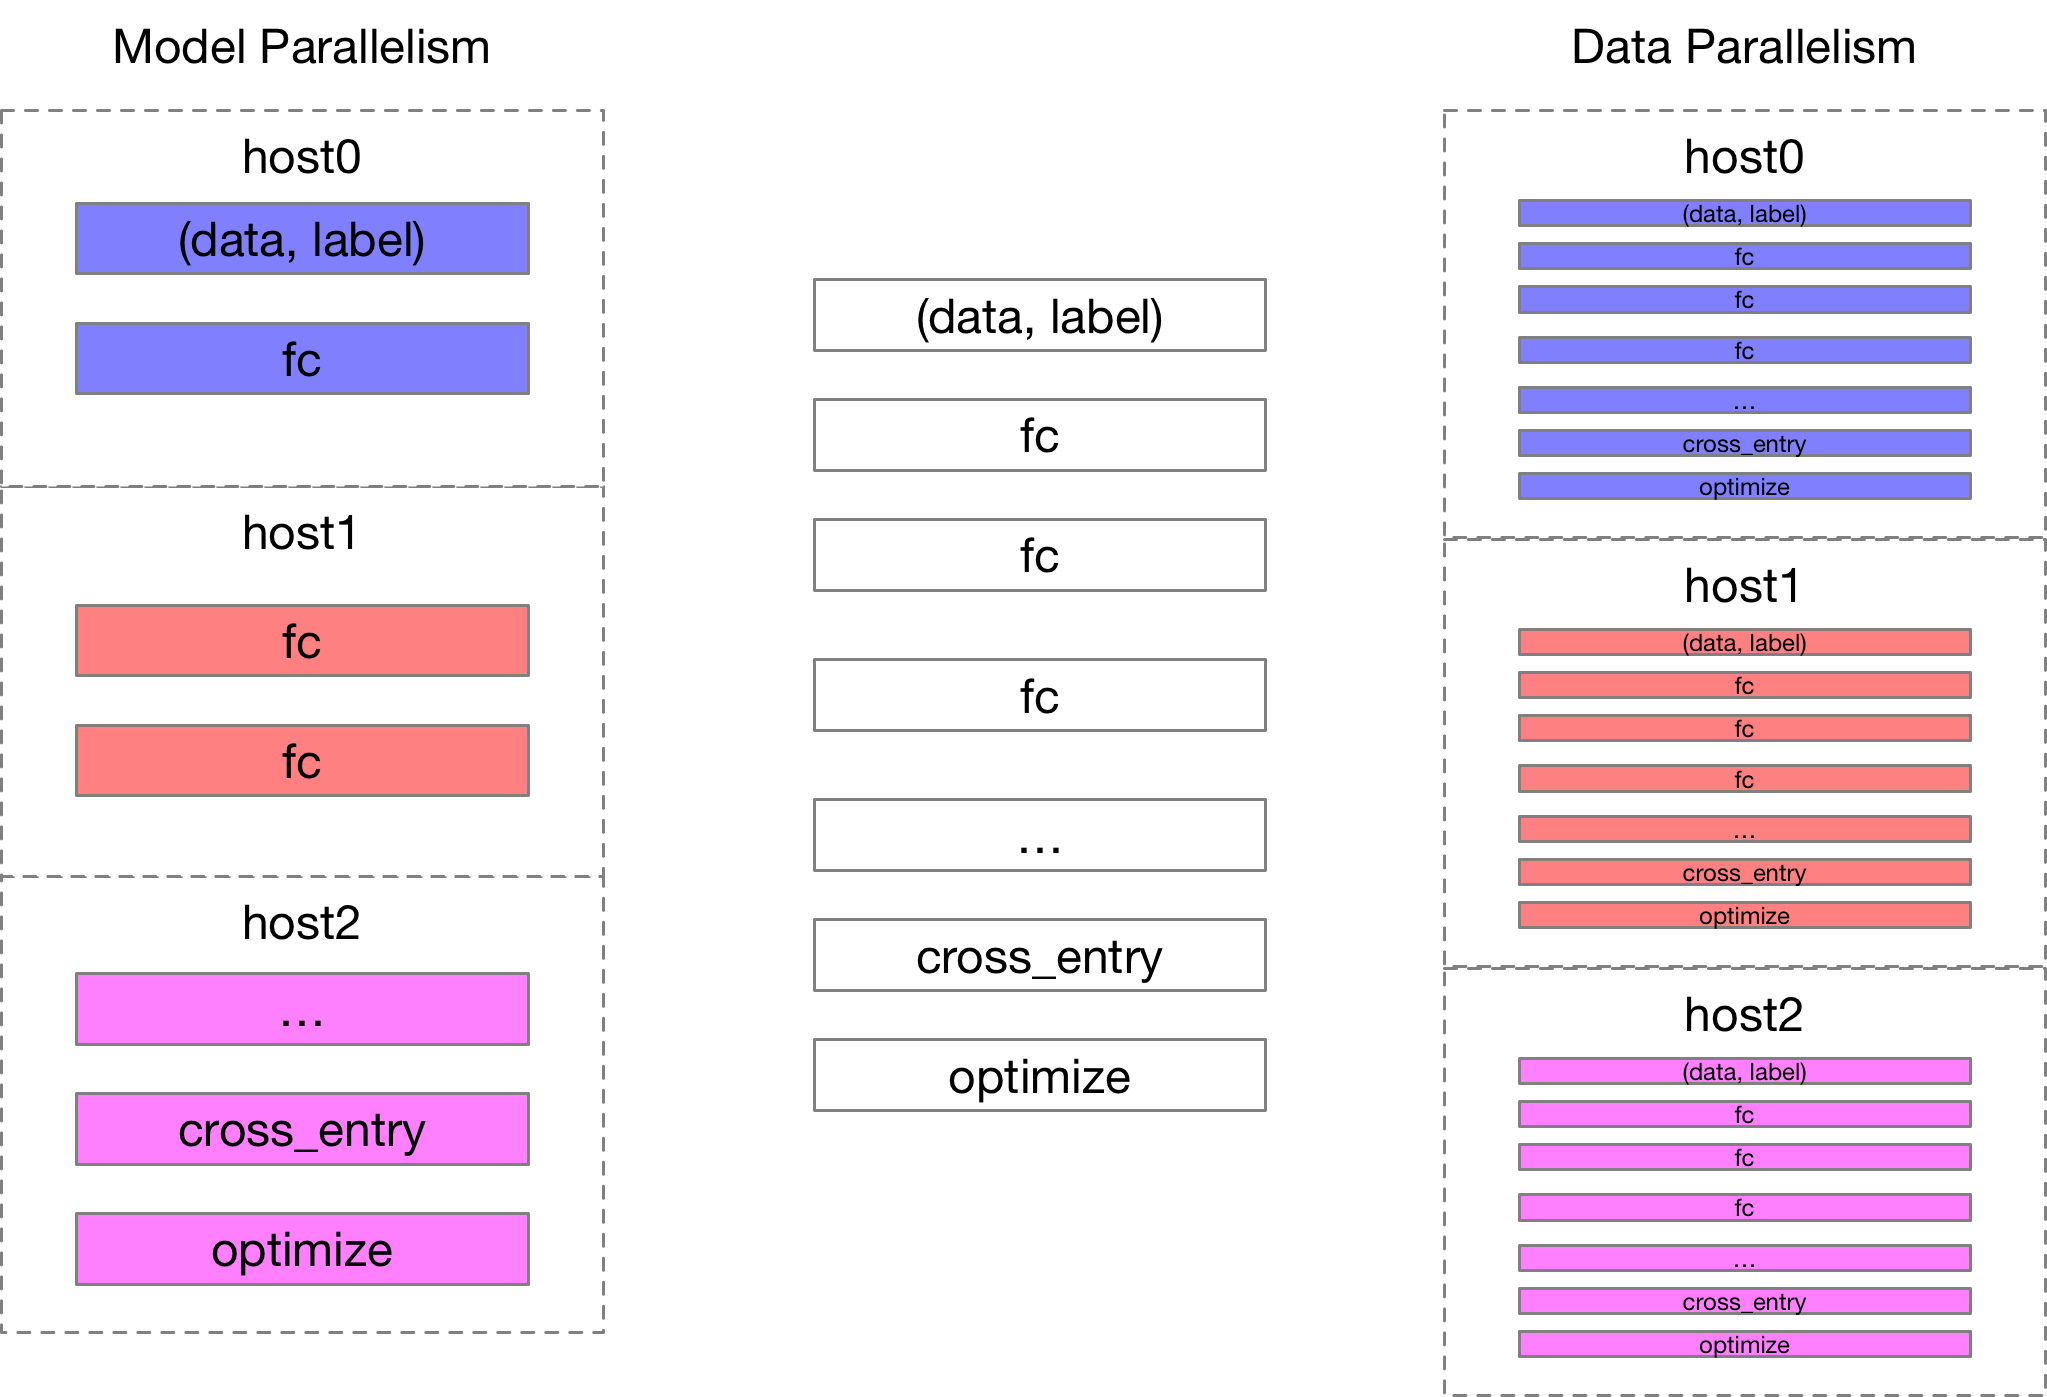 Model Parallelism
host0
(data, label)
fc
host1
fc
fc
host2
...
cross_entry
optimize
(data, label)
fc
fc
fc
...
cross_entry
optimize
Data Parallelism
host0
(data, label)
fc
fc
fc
...
cross_entry
optimize
host1
(data, label)
fc
fc
fc
...
cross_entry
optimize
host2
(data, label)
fc
fc
fc
...
cross_entry
optimize